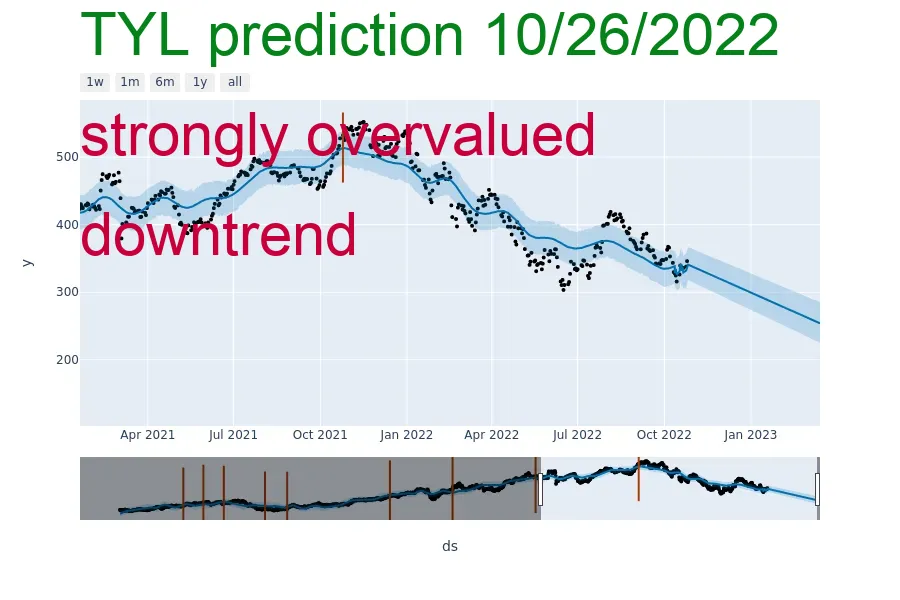 TYL prediction 10/26/2022
1w 1m 6m 1y all
strongly overvalued
500
downtrend
400
y
300
200
Apr 2021 Jul 2021 Oct 2021 Jan 2022 Apr 2022 Jul 2022 Oct 2022 Jan 2023
ds